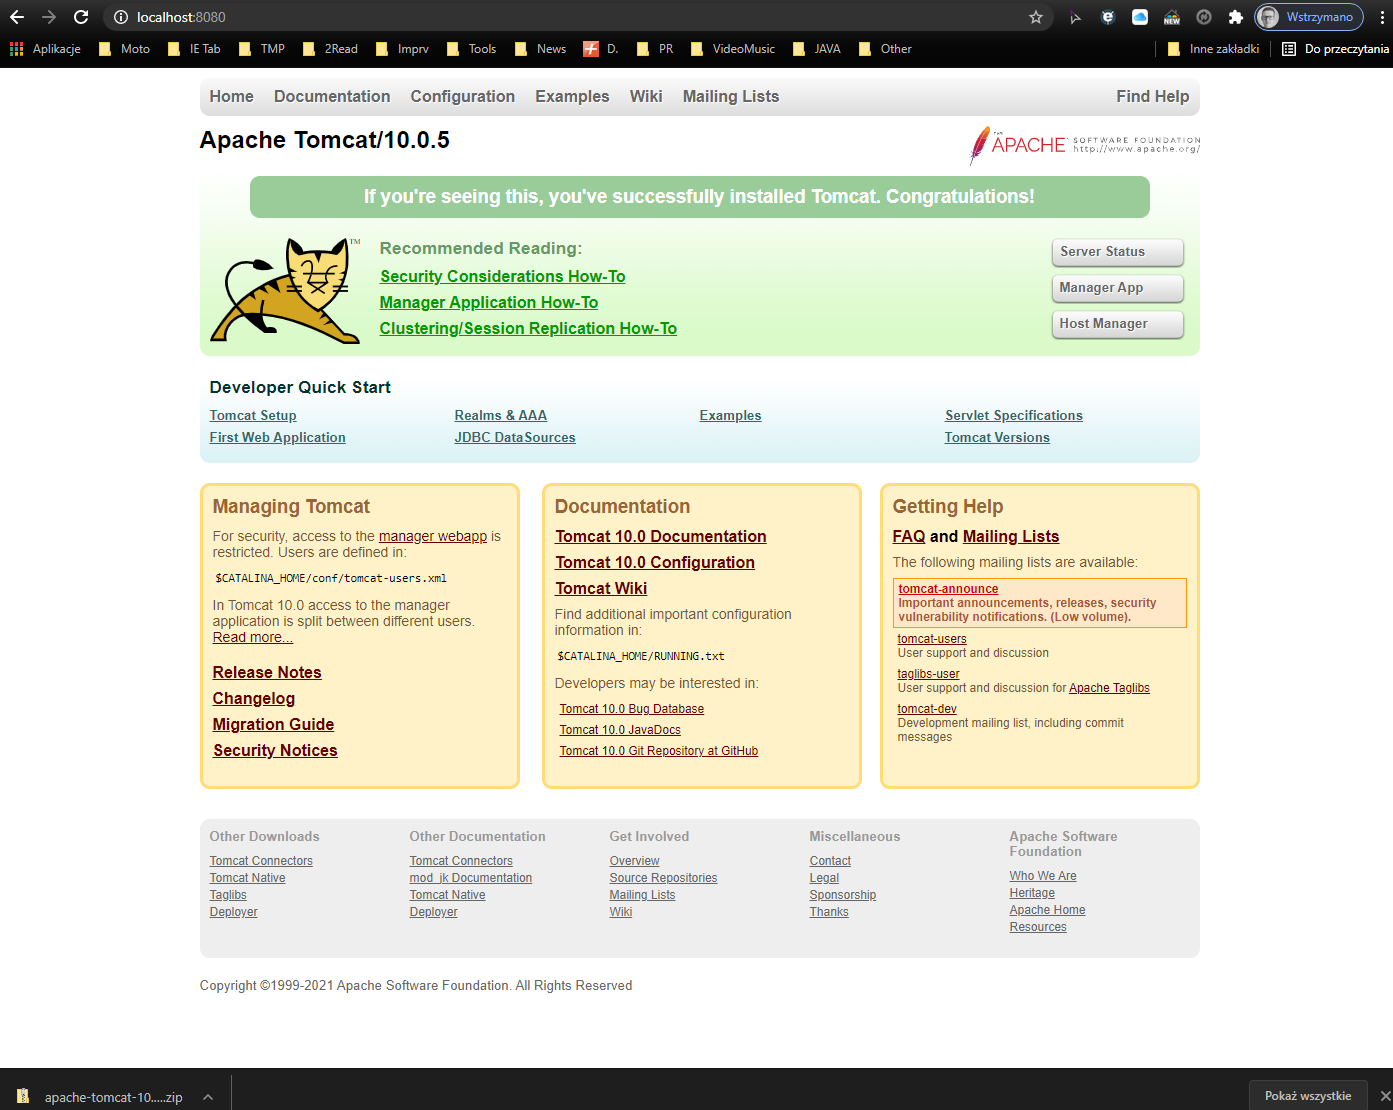 localhost:8080
Wstrzymano
Aplikacje Moto IE Tab TMP 2Read Imprv Tools News D. PR VideoMusic JAVA Other Inne zakładki Do przeczytania
Home Documentation Configuration Examples Wiki Mailing Lists Find Help
Apache Tomcat/10.0.5
THE APACHE SOFTWARE FOUNDATION
http://www.apache.org/
If you're seeing this, you've successfully installed Tomcat. Congratulations!
TM
Recommended Reading:
Security Considerations How-To
Manager Application How-To
Clustering/Session Replication How-To
Server Status
Manager App
Host Manager
Developer Quick Start
Tomcat Setup
First Web Application
Realms & AAA
JDBC DataSources
Examples
Servlet Specifications
Tomcat Versions
Managing Tomcat
For security, access to the manager webapp is
restricted. Users are defined in:
$CATALINA_HOME/conf/tomcat-users.xml
In Tomcat 10.0 access to the manager
application is split between different users.
Read more...
Release Notes
Changelog
Migration Guide
Security Notices
Documentation
Tomcat 10.0 Documentation
Tomcat 10.0 Configuration
Tomcat Wiki
Find additional important configuration
information in:
$CATALINA_HOME/RUNNING.txt
Developers may be interested in:
Tomcat 10.0 Bug Database
Tomcat 10.0 JavaDocs
Tomcat 10.0 Git Repository at GitHub
Getting Help
FAQ and Mailing Lists
The following mailing lists are available:
tomcat-announce
Important announcements, releases, security
vulnerability notifications. (Low volume).
tomcat-users
User support and discussion
taglibs-user
User support and discussion for Apache Taglibs
tomcat-dev
Development mailing list, including commit
messages
Other Downloads
Tomcat Connectors
Tomcat Native
Taglibs
Deployer
Other Documentation
Tomcat Connectors
mod_jk Documentation
Tomcat Native
Deployer
Get Involved
Overview
Source Repositories
Mailing Lists
Wiki
Miscellaneous
Contact
Legal
Sponsorship
Thanks
Apache Software
Foundation
Who We Are
Heritage
Apache Home
Resources
Copyright ©1999-2021 Apache Software Foundation. All Rights Reserved
apache-tomcat-10.....zip
Pokaż wszystkie